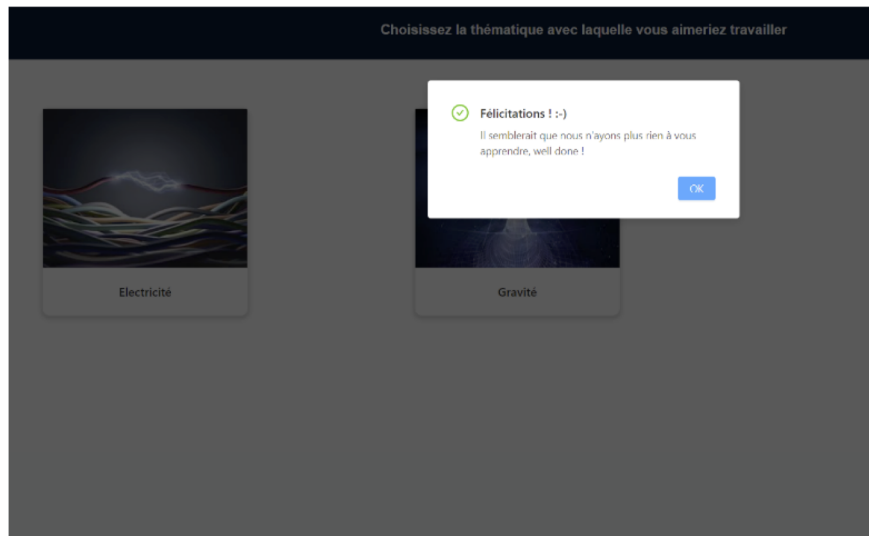 Choisissez la thématique avec laquelle vous aimeriez travailler
Félicitations ! :-)
Il semblerait que nous n'ayons plus rien à vous
apprendre, well done !
OK
Electricité
Gravité